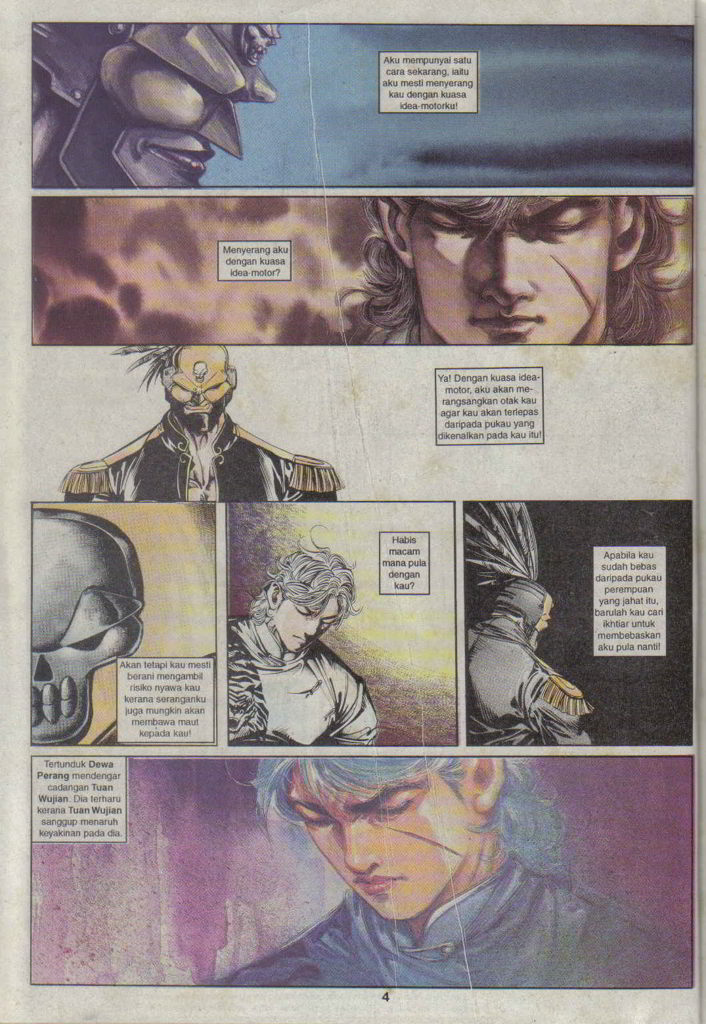 Aku mempunyai satu
cara sekarang, iaitu
aku mesti menyerang
kau dengan kuasa
idea-motorku!
Menyerang aku
dengan kuasa
idea-motor?
Ya! Dengan kuasa idea-
motor, aku akan me-
rangsangkan otak kau
agar kau akan terlepas
daripada pukau yang
dikenalkan pada kau itu!
Akan tetapi kau mesti
berani mengambil
risiko nyawa kau
kerana seranganku
juga mungkin akan
membawa maut
kepada kau!
Habis
macam
mana pula
dengan
kau?
Apabila kau
sudah bebas
daripada pukau
perempuan
yang jahat itu,
barulah kau cari
ikhtiar untuk
membebaskan
aku pula nanti!
Tertunduk Dewa
Perang mendengar
cadangan Tuan
Wujian. Dia terharu
kerana Tuan Wujian
sanggup menaruh
keyakinan pada dia.
4